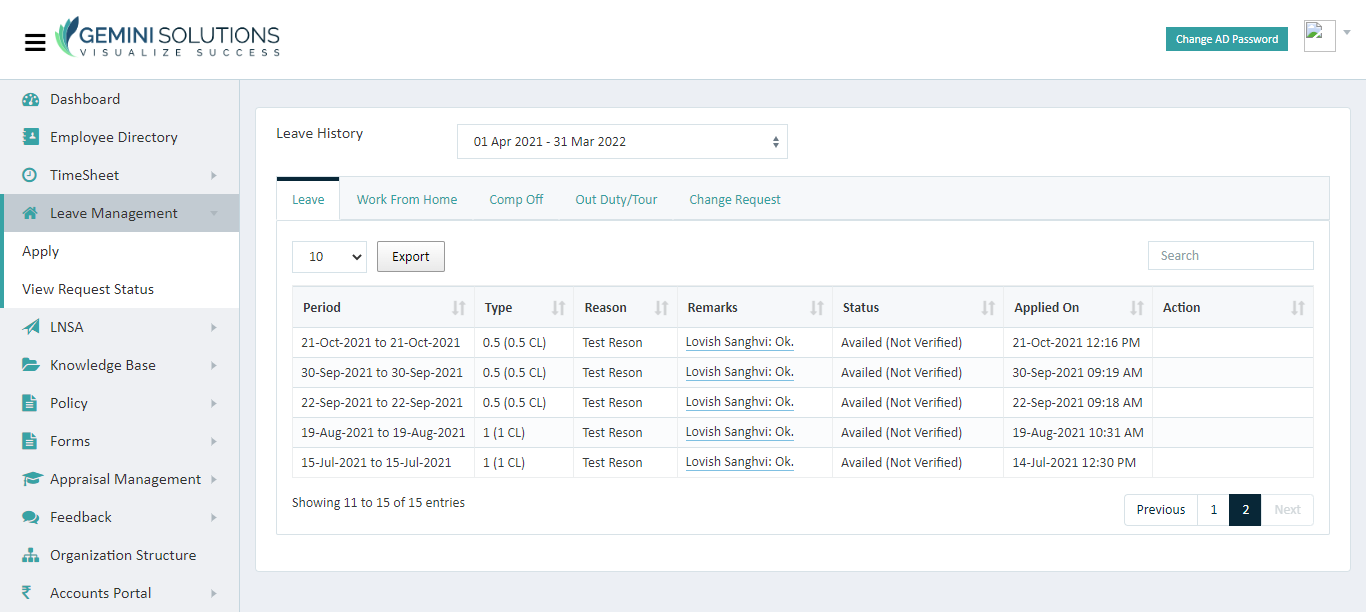 GEMINI SOLUTIONS
VISUALIZE SUCCESS
Change AD Password
Dashboard
Employee Directory
TimeSheet
Leave Management
Apply
View Request Status
LNSA
Knowledge Base
Policy
Forms
Appraisal Management
Feedback
Organization Structure
Accounts Portal
Leave History 01 Apr 2021 - 31 Mar 2022
Leave Work From Home Comp Off Out Duty/Tour Change Request
10 Export Search
Period Type Reason Remarks Status Applied On Action
21-Oct-2021 to 21-Oct-2021 0.5 (0.5 CL) Test Reson Lovish Sanghvi: Ok. Availed (Not Verified) 21-Oct-2021 12:16 PM
30-Sep-2021 to 30-Sep-2021 0.5 (0.5 CL) Test Reson Lovish Sanghvi: Ok. Availed (Not Verified) 30-Sep-2021 09:19 AM
22-Sep-2021 to 22-Sep-2021 0.5 (0.5 CL) Test Reson Lovish Sanghvi: Ok. Availed (Not Verified) 22-Sep-2021 09:18 AM
19-Aug-2021 to 19-Aug-2021 1 (1 CL) Test Reson Lovish Sanghvi: Ok. Availed (Not Verified) 19-Aug-2021 10:31 AM
15-Jul-2021 to 15-Jul-2021 1 (1 CL) Test Reson Lovish Sanghvi: Ok. Availed (Not Verified) 14-Jul-2021 12:30 PM
Showing 11 to 15 of 15 entries
Previous 1 2 Next